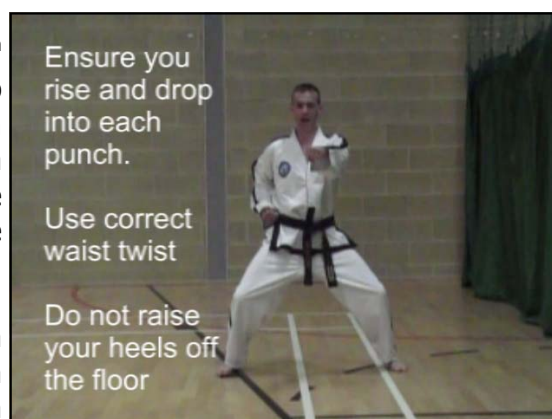 Ensure you
rise and drop
into each
punch.
Use correct
waist twist
Do not raise
your heels off
the floor